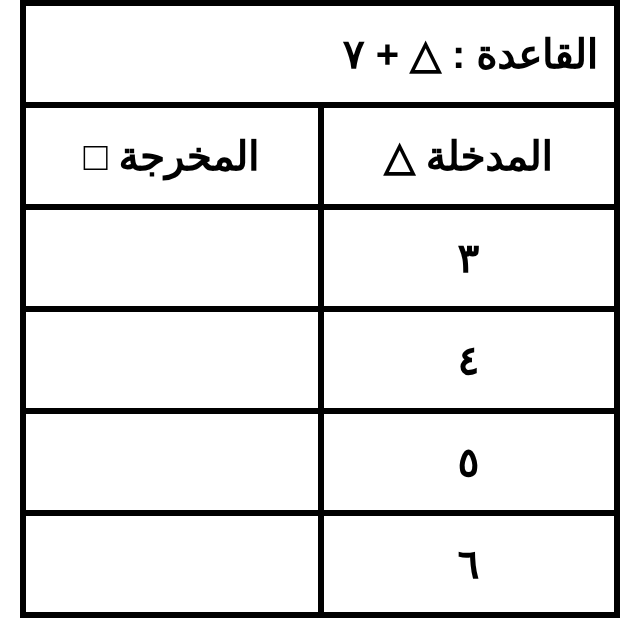 القاعدة : △ + ٧
المدخلة △ المخرجة □
٣
٤
٥
٦